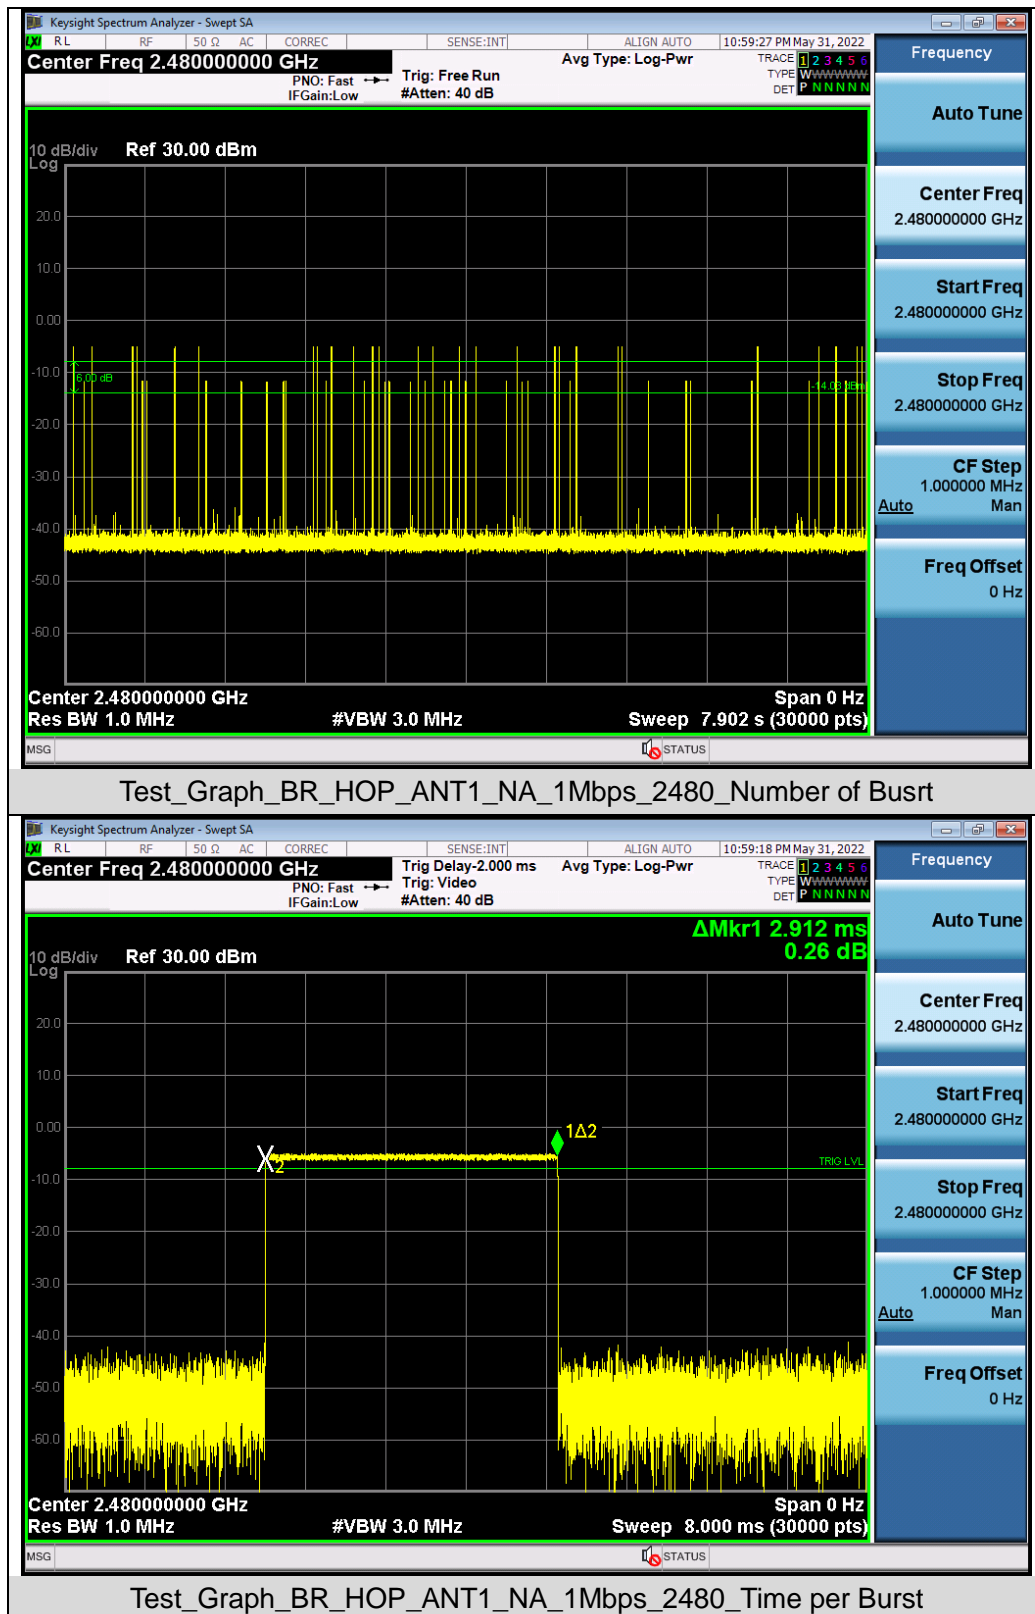 Keysight Spectrum Analyzer - Swept SA
LXI RL RF 50 Ω AC CORREC SENSE:INT ALIGN AUTO 10:59:27 PM May 31, 2022
Center Freq 2.480000000 GHz
PNO: Fast
IFGain:Low
Trig: Free Run
#Atten: 40 dB
Avg Type: Log-Pwr
TRACE 1 2 3 4 5 6
TYPE WWWWWW
DET P NNNNN
10 dB/div
Log
Ref 30.00 dBm
20.0
10.0
0.00
-10.0
6.00 dB
-14.03 dBm
-20.0
-30.0
-40.0
-50.0
-60.0
Center 2.480000000 GHz
Span 0 Hz
Res BW 1.0 MHz
#VBW 3.0 MHz
Sweep 7.902 s (30000 pts)
MSG
STATUS
Frequency
Auto Tune
Center Freq
2.480000000 GHz
Start Freq
2.480000000 GHz
Stop Freq
2.480000000 GHz
CF Step
1.000000 MHz
Auto Man
Freq Offset
0 Hz
Test_Graph_BR_HOP_ANT1_NA_1Mbps_2480_Number of Busrt
Keysight Spectrum Analyzer - Swept SA
LXI RL RF 50 Ω AC CORREC SENSE:INT ALIGN AUTO 10:59:18 PM May 31, 2022
Center Freq 2.480000000 GHz
PNO: Fast
IFGain:Low
Trig Delay-2.000 ms
Trig: Video
#Atten: 40 dB
Avg Type: Log-Pwr
TRACE 1 2 3 4 5 6
TYPE WWWWWW
DET P NNNNN
ΔMkr1 2.912 ms
0.26 dB
10 dB/div
Log
Ref 30.00 dBm
20.0
10.0
0.00
1Δ2
X2
TRIG LVL
-10.0
-20.0
-30.0
-40.0
-50.0
-60.0
Center 2.480000000 GHz
Span 0 Hz
Res BW 1.0 MHz
#VBW 3.0 MHz
Sweep 8.000 ms (30000 pts)
MSG
STATUS
Frequency
Auto Tune
Center Freq
2.480000000 GHz
Start Freq
2.480000000 GHz
Stop Freq
2.480000000 GHz
CF Step
1.000000 MHz
Auto Man
Freq Offset
0 Hz
Test_Graph_BR_HOP_ANT1_NA_1Mbps_2480_Time per Burst